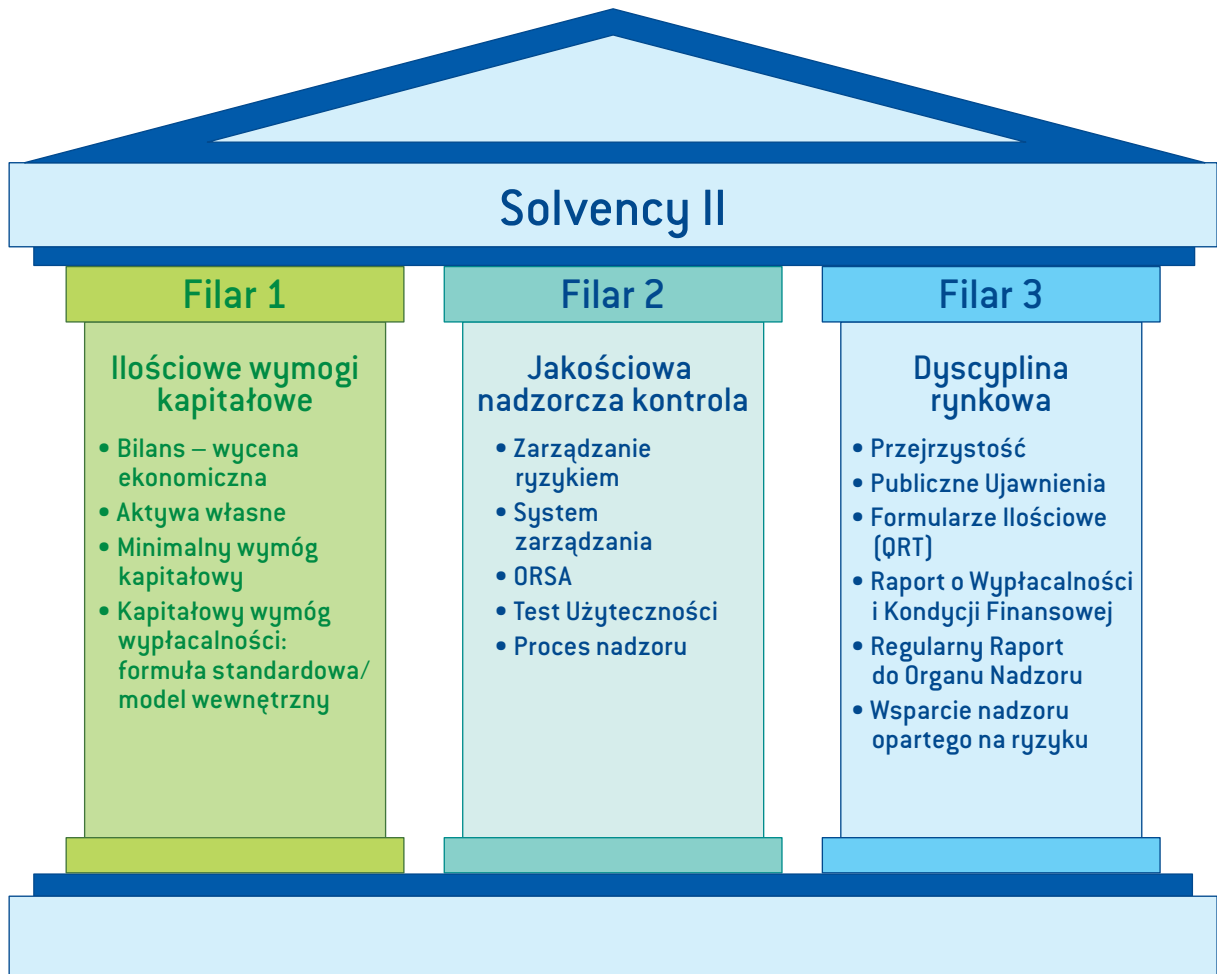 Solvency II
Filar 1
Ilościowe wymogi
kapitałowe
• Bilans – wycena
ekonomiczna
• Aktywa własne
• Minimalny wymóg
kapitałowy
• Kapitałowy wymóg
wypłacalności:
formuła standardowa/
model wewnętrzny
Filar 2
Jakościowa
nadzorcza kontrola
• Zarządzanie
ryzykiem
• System
zarządzania
• ORSA
• Test Użyteczności
• Proces nadzoru
Filar 3
Dyscyplina
rynkowa
• Przejrzystość
• Publiczne Ujawnienia
• Formularze Ilościowe
(QRT)
• Raport o Wypłacalności
i Kondycji Finansowej
• Regularny Raport
do Organu Nadzoru
• Wsparcie nadzoru
opartego na ryzyku